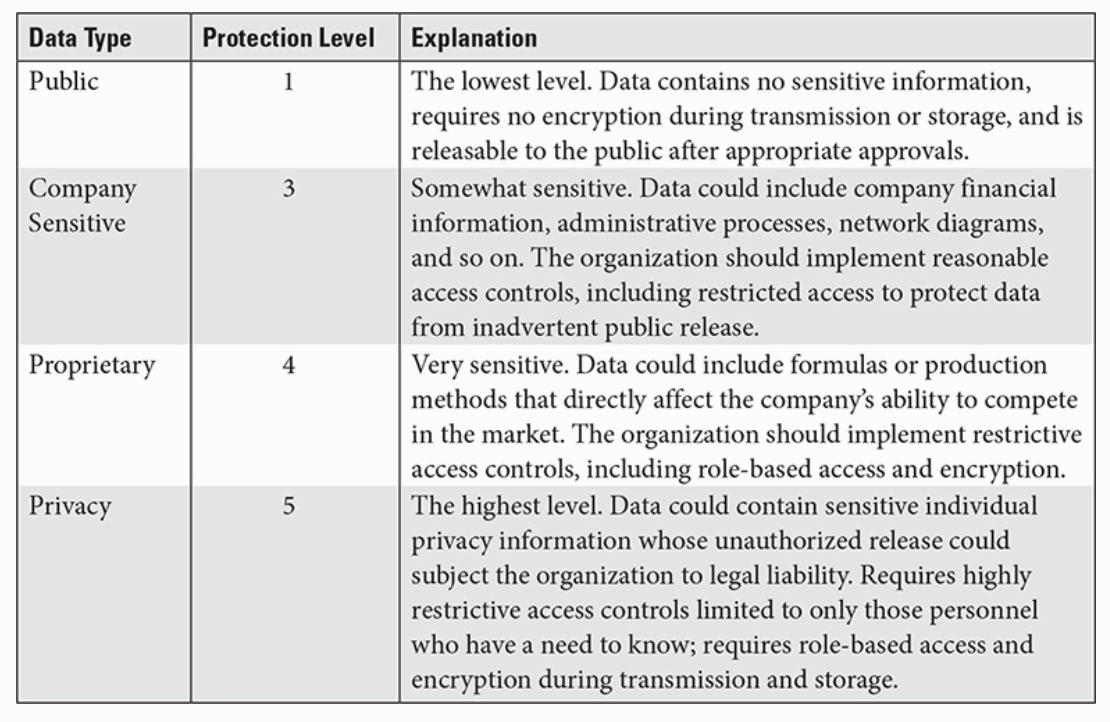 Data Type Protection Level Explanation
Public 1 The lowest level. Data contains no sensitive information,
requires no encryption during transmission or storage, and is
releasable to the public after appropriate approvals.
Company 3 Somewhat sensitive. Data could include company financial
Sensitive information, administrative processes, network diagrams,
and so on. The organization should implement reasonable
access controls, including restricted access to protect data
from inadvertent public release.
Proprietary 4 Very sensitive. Data could include formulas or production
methods that directly affect the company’s ability to compete
in the market. The organization should implement restrictive
access controls, including role-based access and encryption.
Privacy 5 The highest level. Data could contain sensitive individual
privacy information whose unauthorized release could
subject the organization to legal liability. Requires highly
restrictive access controls limited to only those personnel
who have a need to know; requires role-based access and
encryption during transmission and storage.